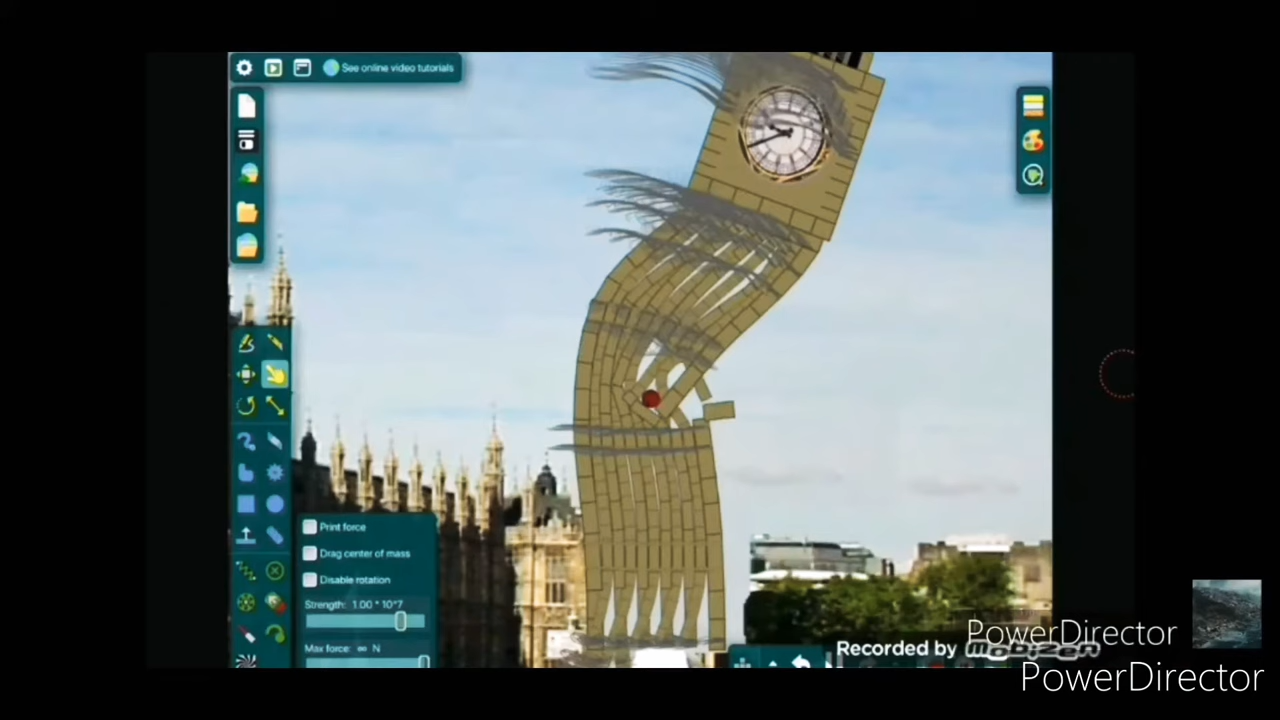 See online video tutorials
Print force
Drag center of mass
Disable rotation
Strength: 1.00 * 10^7
Max force: ∞ N
Recorded by
mobizen
PowerDirector
PowerDirector